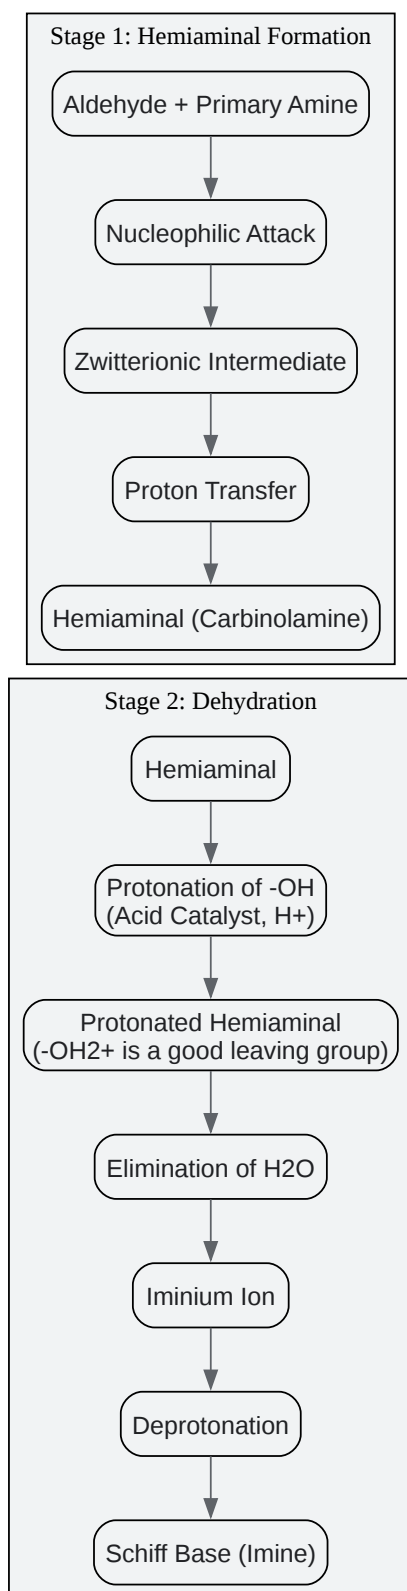 Stage 1: Hemiaminal Formation
Aldehyde + Primary Amine
Nucleophilic Attack
Zwitterionic Intermediate
Proton Transfer
Hemiaminal (Carbinolamine)
Stage 2: Dehydration
Hemiaminal
Protonation of -OH
(Acid Catalyst, H+)
Protonated Hemiaminal
(-OH2+ is a good leaving group)
Elimination of H2O
Iminium Ion
Deprotonation
Schiff Base (Imine)